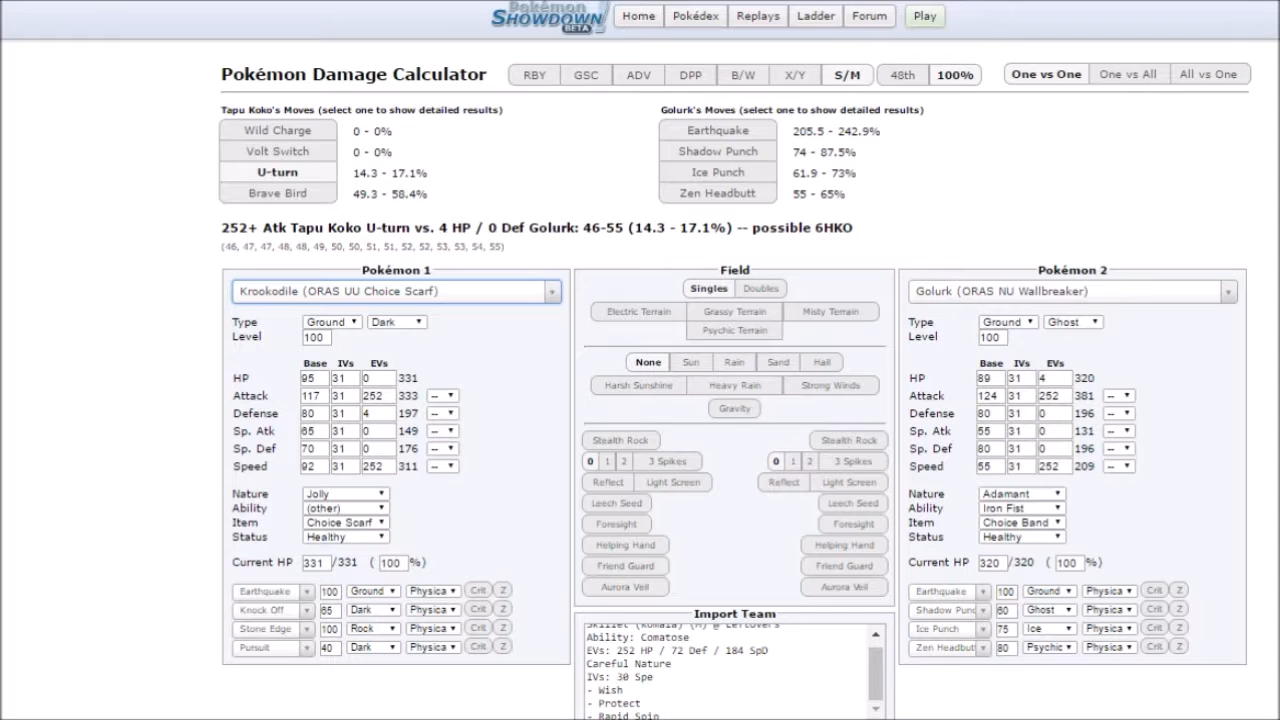 Pokémon
SHOWDOWN!
BETA
Home Pokédex Replays Ladder Forum Play
Pokémon Damage Calculator
RBY GSC ADV DPP B/W X/Y S/M 48th 100% One vs One One vs All All vs One
Tapu Koko's Moves (select one to show detailed results)
Wild Charge 0 - 0%
Volt Switch 0 - 0%
U-turn 14.3 - 17.1%
Brave Bird 49.3 - 58.4%
Golurk's Moves (select one to show detailed results)
Earthquake 205.5 - 242.9%
Shadow Punch 74 - 87.5%
Ice Punch 61.9 - 73%
Zen Headbutt 55 - 65%
252+ Atk Tapu Koko U-turn vs. 4 HP / 0 Def Golurk: 46-55 (14.3 - 17.1%) -- possible 6HKO
(46, 47, 47, 48, 48, 49, 50, 50, 51, 51, 52, 52, 53, 53, 54, 55)
Pokémon 1
Krookodile (ORAS UU Choice Scarf)
Type Ground Dark
Level 100
Base IVs EVs
HP 95 31 0 331
Attack 117 31 252 333 --
Defense 80 31 4 197 --
Sp. Atk 65 31 0 149 --
Sp. Def 70 31 0 176 --
Speed 92 31 252 311 --
Nature Jolly
Ability (other)
Item Choice Scarf
Status Healthy
Current HP 331 /331 ( 100 %)
Earthquake 100 Ground Physica Crit Z
Knock Off 65 Dark Physica Crit Z
Stone Edge 100 Rock Physica Crit Z
Pursuit 40 Dark Physica Crit Z
Field
Singles Doubles
Electric Terrain Grassy Terrain Misty Terrain
Psychic Terrain
None Sun Rain Sand Hail
Harsh Sunshine Heavy Rain Strong Winds
Gravity
Stealth Rock Stealth Rock
0 1 2 3 Spikes 0 1 2 3 Spikes
Reflect Light Screen Reflect Light Screen
Leech Seed Leech Seed
Foresight Foresight
Helping Hand Helping Hand
Friend Guard Friend Guard
Aurora Veil Aurora Veil
Import Team
Skillet (Komala) (M) @ Leftovers
Ability: Comatose
EVs: 252 HP / 72 Def / 184 SpD
Careful Nature
IVs: 30 Spe
- Wish
- Protect
- Rapid Spin
Pokémon 2
Golurk (ORAS NU Wallbreaker)
Type Ground Ghost
Level 100
Base IVs EVs
HP 89 31 4 320
Attack 124 31 252 381 --
Defense 80 31 0 196 --
Sp. Atk 55 31 0 131 --
Sp. Def 80 31 0 196 --
Speed 55 31 252 209 --
Nature Adamant
Ability Iron Fist
Item Choice Band
Status Healthy
Current HP 320 /320 ( 100 %)
Earthquake 100 Ground Physica Crit Z
Shadow Punc 60 Ghost Physica Crit Z
Ice Punch 75 Ice Physica Crit Z
Zen Headbut 80 Psychic Physica Crit Z